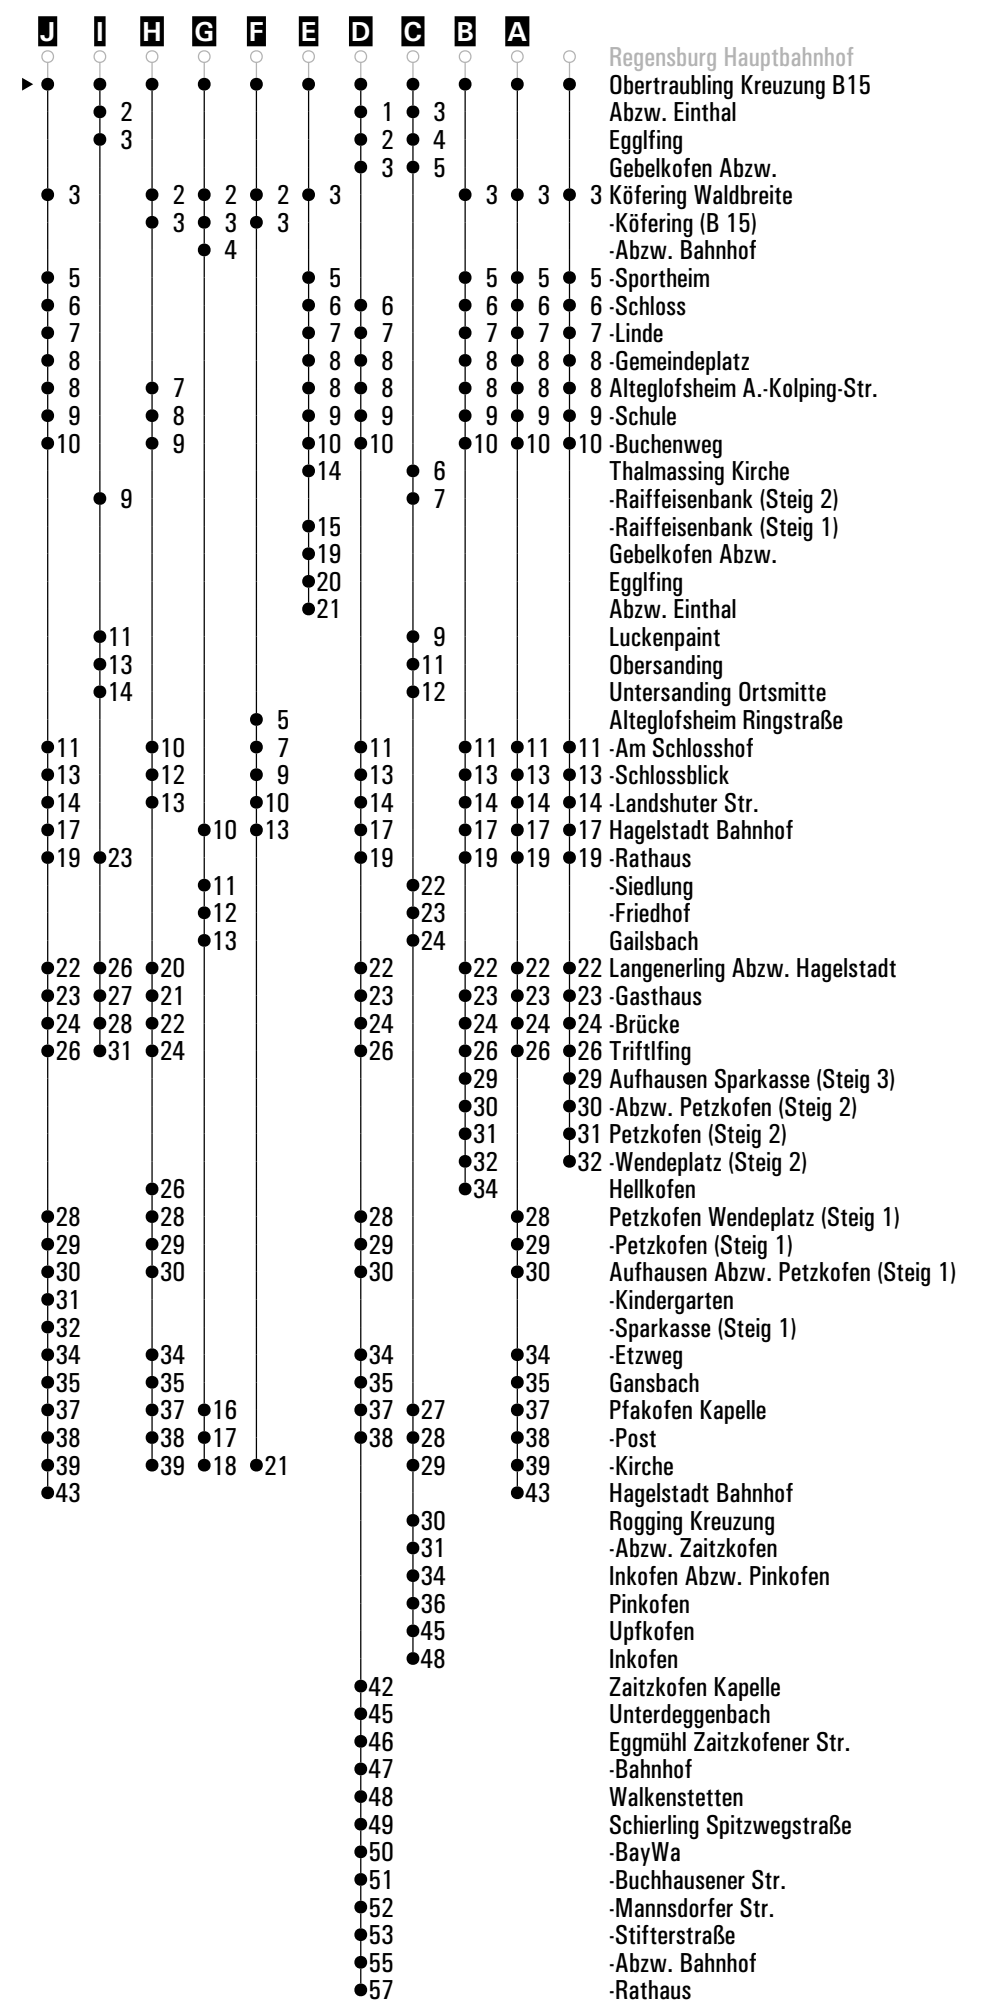 J I H G F E D C B A
Regensburg Hauptbahnhof
Obertraubling Kreuzung B15
2 1 3 Abzw. Einthal
3 2 4 Egglfing
3 5 Gebelkofen Abzw.
3 2 2 2 3 3 3 3 Köfering Waldbreite
3 3 3 -Köfering (B 15)
4 -Abzw. Bahnhof
5 5 5 5 5 -Sportheim
6 6 6 6 6 6 -Schloss
7 7 7 7 7 7 -Linde
8 8 8 8 8 8 -Gemeindeplatz
8 7 8 8 8 8 8 Alteglofsheim A.-Kolping-Str.
9 8 9 9 9 9 9 -Schule
10 9 10 10 10 10 10 -Buchenweg
14 6 Thalmassing Kirche
9 7 -Raiffeisenbank (Steig 2)
15 -Raiffeisenbank (Steig 1)
19 Gebelkofen Abzw.
20 Egglfing
21 Abzw. Einthal
11 9 Luckenpaint
13 11 Obersanding
14 12 Untersanding Ortsmitte
5 Alteglofsheim Ringstraße
11 10 7 11 11 11 11 -Am Schlosshof
13 12 9 13 13 13 13 -Schlossblick
14 13 10 14 14 14 14 -Landshuter Str.
17 10 13 17 17 17 17 Hagelstadt Bahnhof
19 23 19 19 19 19 -Rathaus
11 22 -Siedlung
12 23 -Friedhof
13 24 Gailsbach
22 26 20 22 22 22 22 Langenerling Abzw. Hagelstadt
23 27 21 23 23 23 23 -Gasthaus
24 28 22 24 24 24 24 -Brücke
26 31 24 26 26 26 26 Triftlfing
29 29 Aufhausen Sparkasse (Steig 3)
30 30 -Abzw. Petzkofen (Steig 2)
31 31 Petzkofen (Steig 2)
32 32 -Wendeplatz (Steig 2)
26 34 Hellkofen
28 28 28 28 Petzkofen Wendeplatz (Steig 1)
29 29 29 29 -Petzkofen (Steig 1)
30 30 30 30 Aufhausen Abzw. Petzkofen (Steig 1)
31 -Kindergarten
32 -Sparkasse (Steig 1)
34 34 34 34 -Etzweg
35 35 35 35 Gansbach
37 37 16 37 27 37 Pfakofen Kapelle
38 38 17 38 28 38 -Post
39 39 18 21 29 39 -Kirche
43 43 Hagelstadt Bahnhof
30 Rogging Kreuzung
31 -Abzw. Zaitzkofen
34 Inkofen Abzw. Pinkofen
36 Pinkofen
45 Upfkofen
48 Inkofen
42 Zaitzkofen Kapelle
45 Unterdeggenbach
46 Eggmühl Zaitzkofener Str.
47 -Bahnhof
48 Walkenstetten
49 Schierling Spitzwegstraße
50 -BayWa
51 -Buchhausener Str.
52 -Mannsdorfer Str.
53 -Stifterstraße
55 -Abzw. Bahnhof
57 -Rathaus